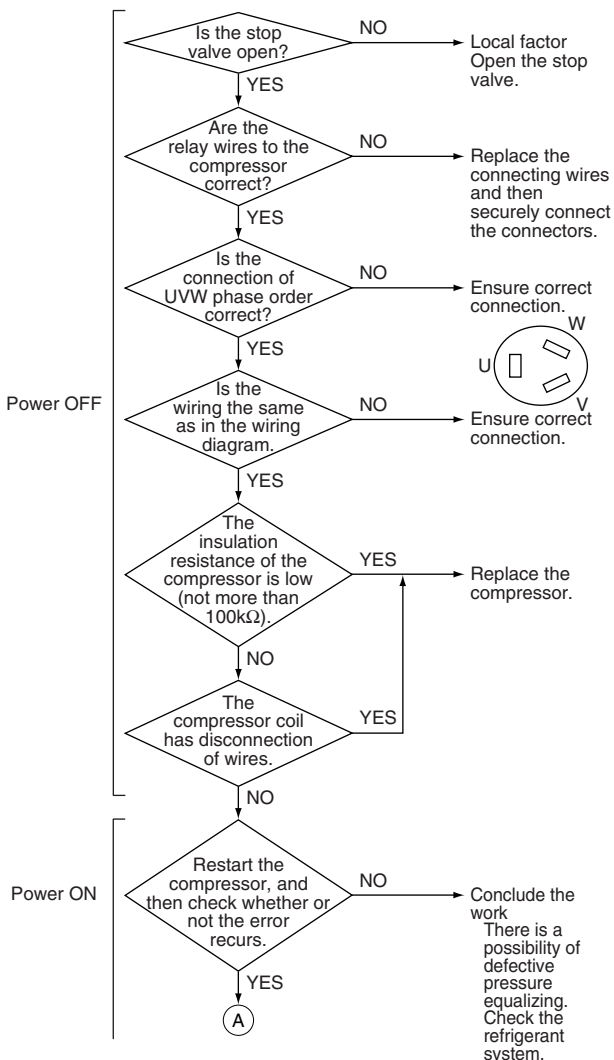 Is the stop
valve open?
NO
Local factor
Open the stop
valve.
YES
Are the
relay wires to the
compressor
correct?
NO
Replace the
connecting wires
and then
securely connect
the connectors.
YES
Is the
connection of
UVW phase order
correct?
NO
Ensure correct
connection.
W
U
V
YES
Power OFF
Is the
wiring the same
as in the wiring
diagram.
NO
Ensure correct
connection.
YES
The
insulation
resistance of the
compressor is low
(not more than
100kΩ).
YES
Replace the
compressor.
NO
The
compressor coil
has disconnection
of wires.
YES
NO
Power ON
Restart the
compressor, and
then check whether or
not the error
recurs.
NO
Conclude the
work
There is a
possibility of
defective
pressure
equalizing.
Check the
refrigerant
system.
YES
A